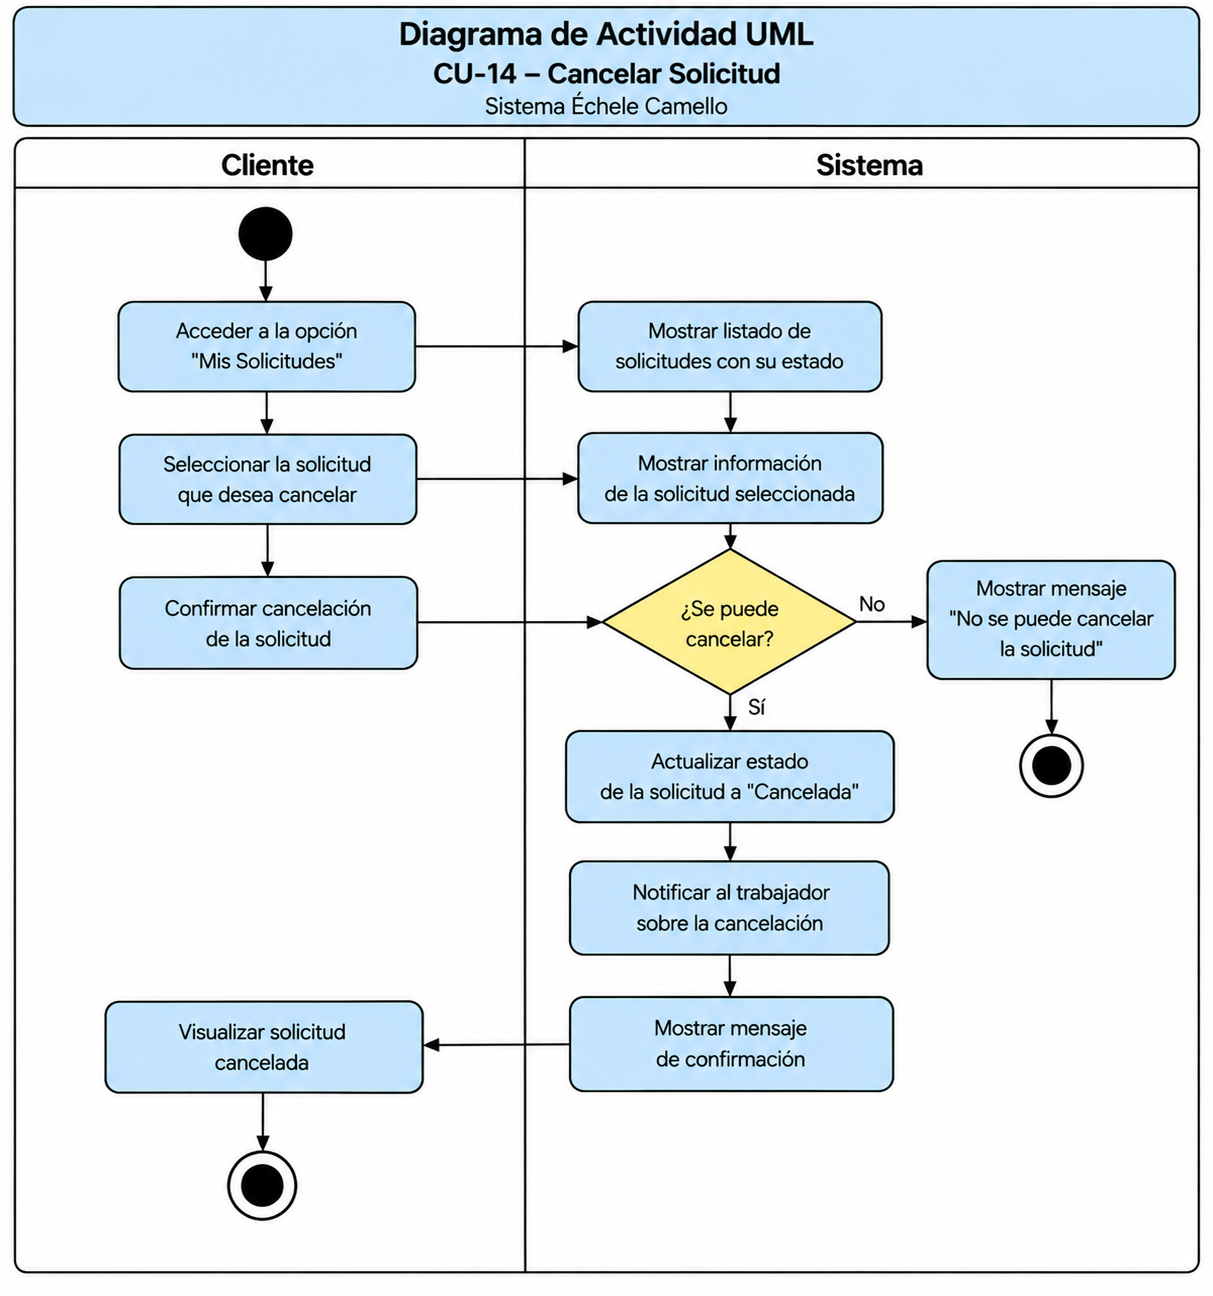 Diagrama de Actividad UML
CU-14 – Cancelar Solicitud
Sistema Échele Camello
Cliente
Sistema
Acceder a la opción
"Mis Solicitudes"
Mostrar listado de
solicitudes con su estado
Seleccionar la solicitud
que desea cancelar
Mostrar información
de la solicitud seleccionada
Confirmar cancelación
de la solicitud
¿Se puede
cancelar?
No
Mostrar mensaje
"No se puede cancelar
la solicitud"
Sí
Actualizar estado
de la solicitud a "Cancelada"
Notificar al trabajador
sobre la cancelación
Mostrar mensaje
de confirmación
Visualizar solicitud
cancelada